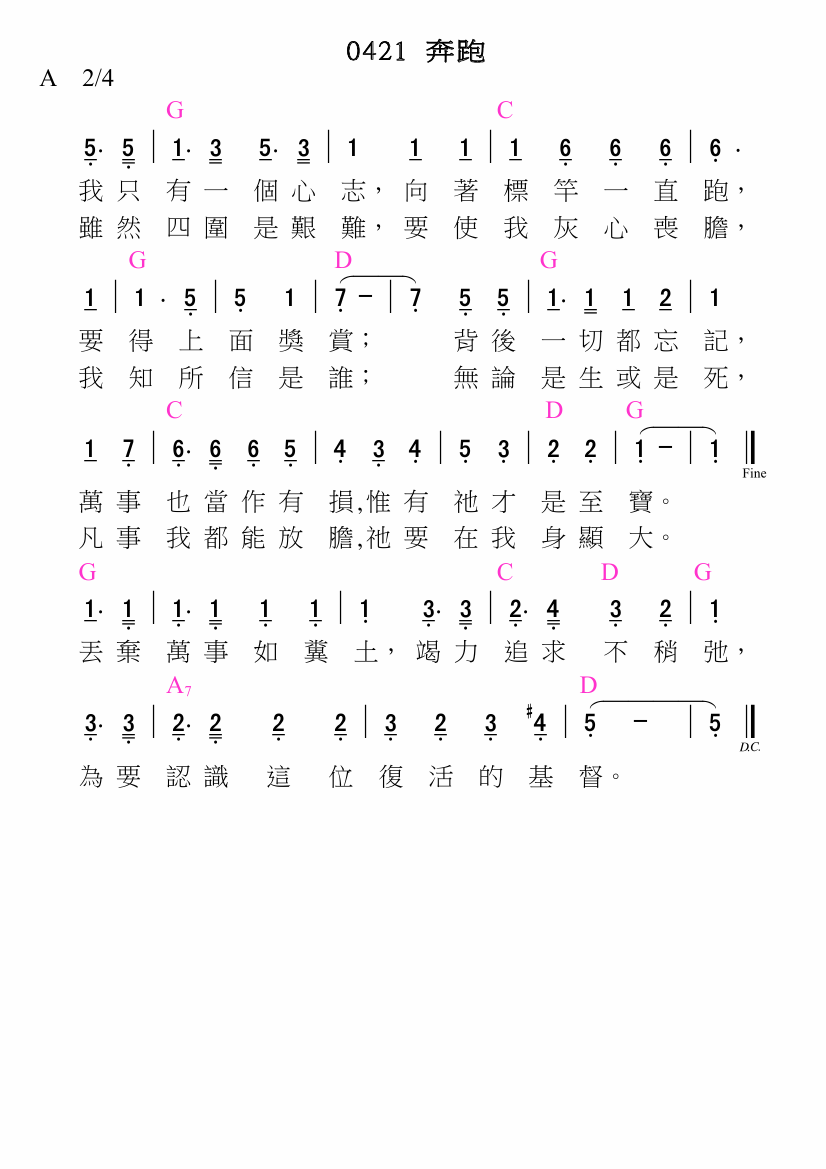 0421 奔跑
A 2/4
G C
5. 5 | 1. 3 5. 3 | 1 1 1 | 1 6 6 6 | 6 .
我只有一個心志，向著標竿一直跑，
雖然四圍是艱難，要使我灰心喪膽，
G D G
1 | 1 . 5 | 5 1 | 7 - | 7 5 5 | 1. 1 1 2 | 1
要得上面獎賞； 背後一切都忘記，
我知所信是誰； 無論是生或是死，
C D G
1 7 | 6. 6 6 5 | 4 3 4 | 5 3 | 2 2 | 1 - | 1 ||
Fine
萬事也當作有損,惟有祂才是至寶。
凡事我都能放膽,祂要在我身顯大。
G C D G
1. 1 | 1. 1 1 1 | 1 3. 3 | 2. 4 3 2 | 1
丟棄萬事如糞土，竭力追求不稍弛，
A7 D
3. 3 | 2. 2 2 2 | 3 2 3 #4 | 5 - | 5 ||
D.C.
為要認識這位復活的基督。